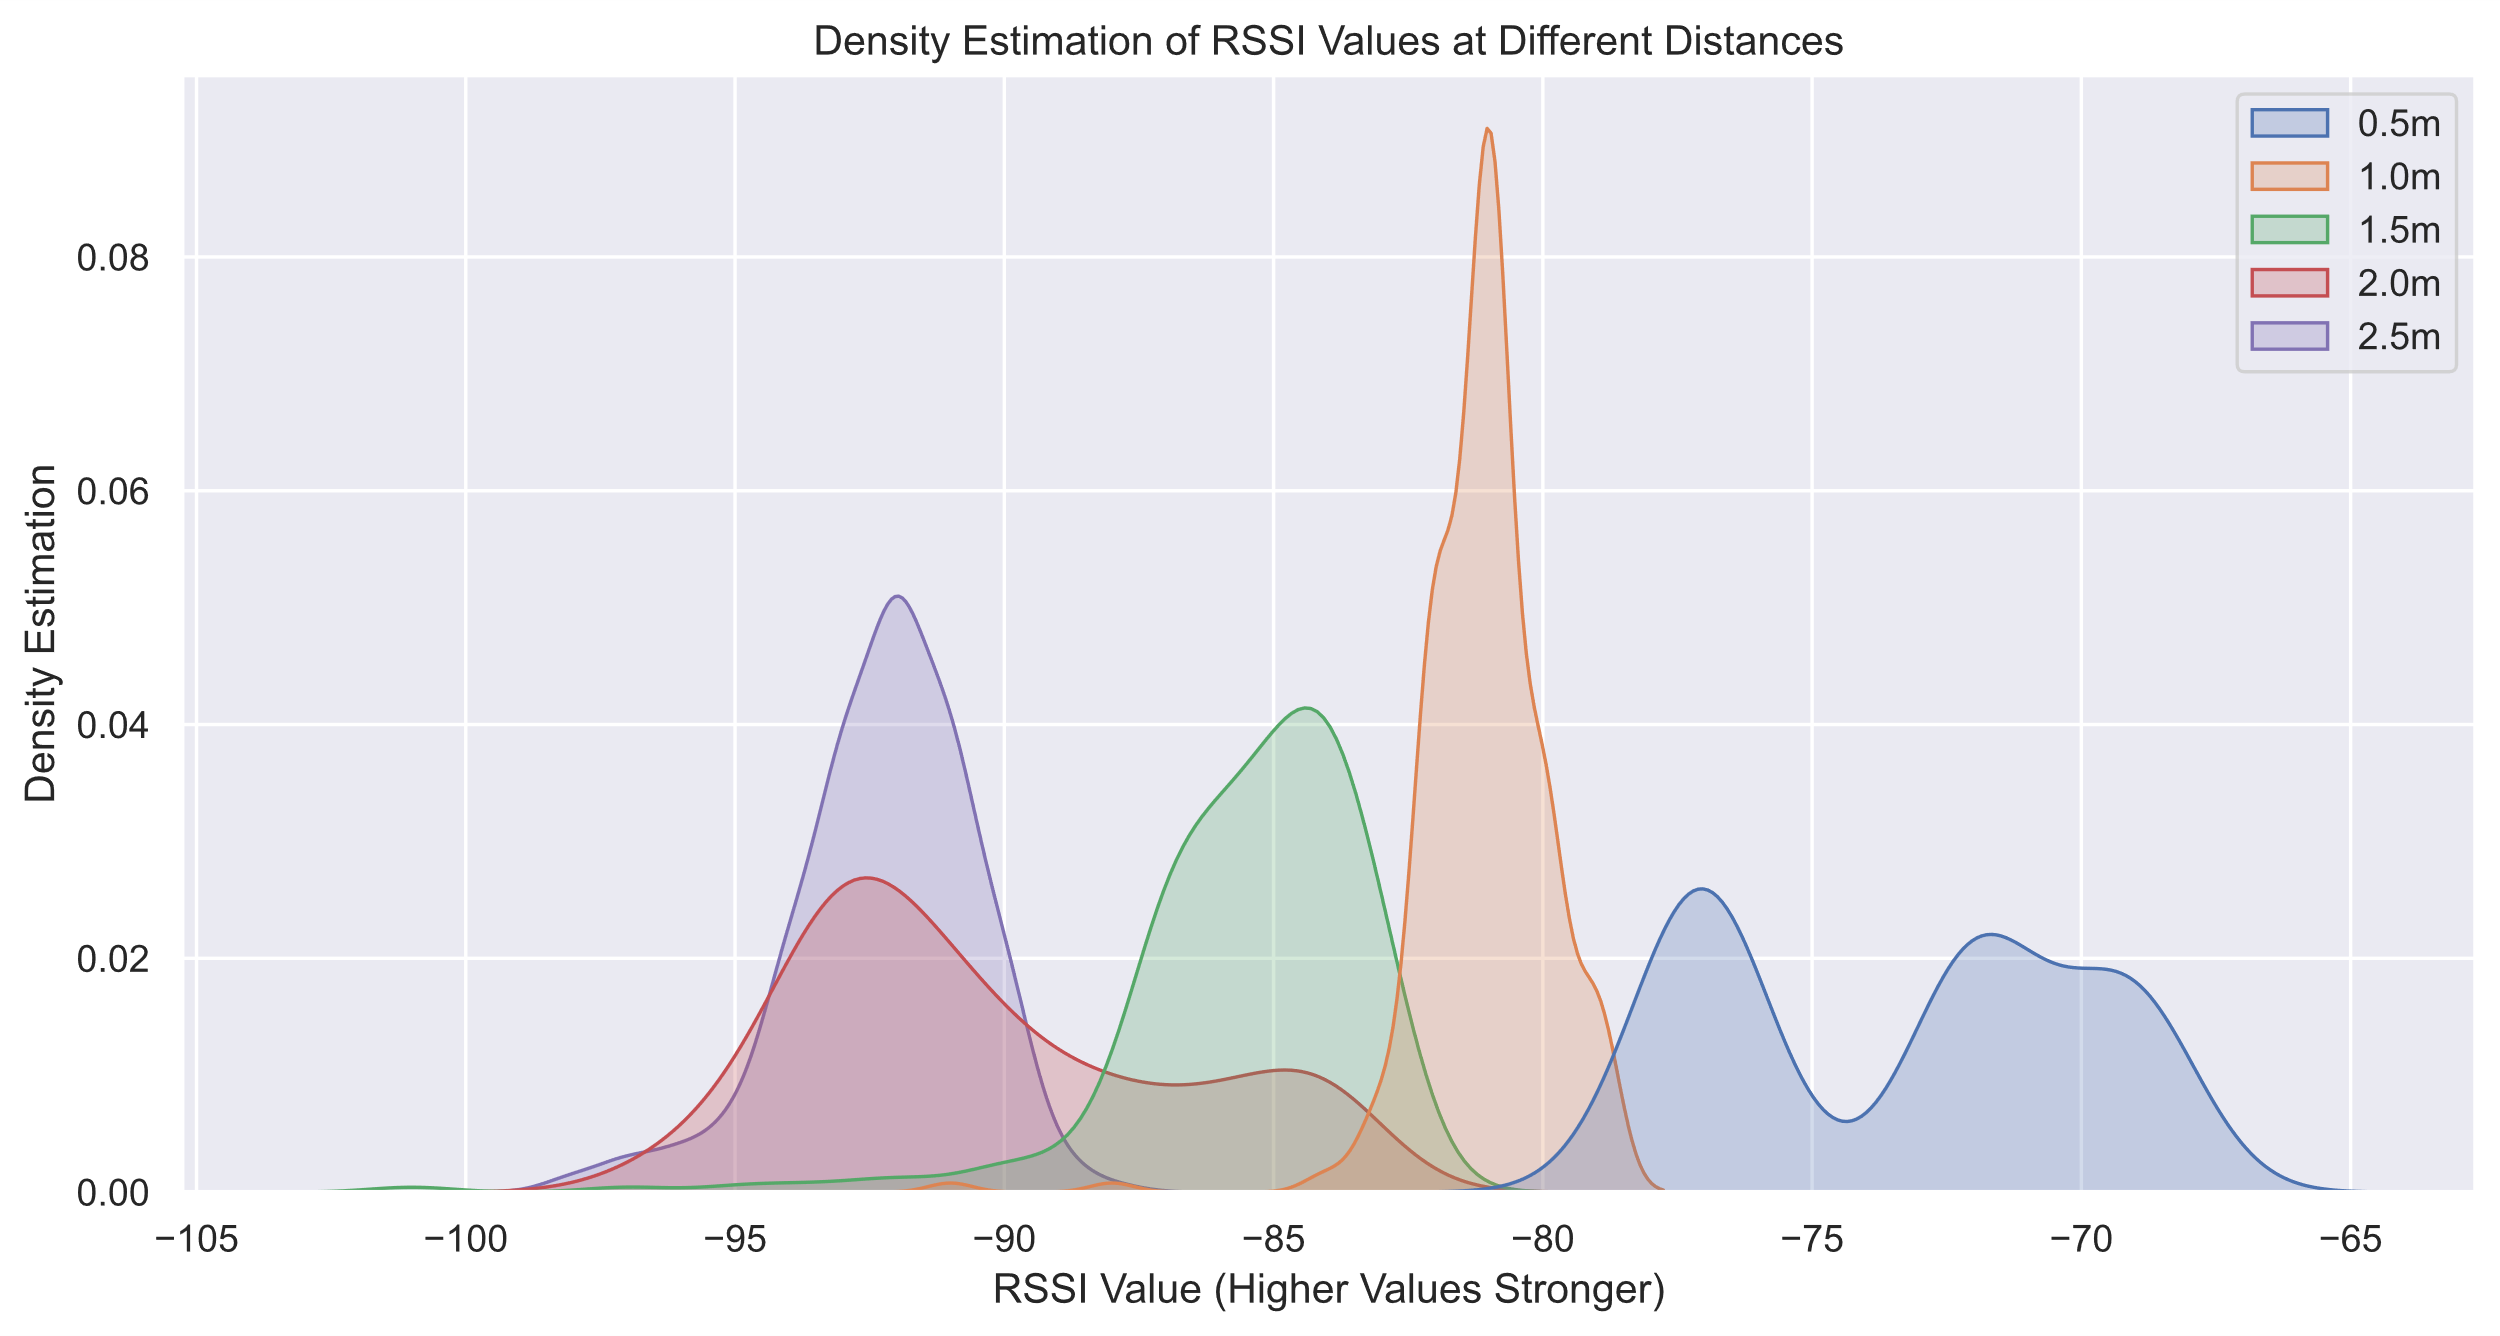 Density Estimation of RSSI Values at Different Distances
0.5m
1.0m
1.5m
2.0m
2.5m
Density Estimation
0.08
0.06
0.04
0.02
0.00
−105 −100 −95 −90 −85 −80 −75 −70 −65
RSSI Value (Higher Values Stronger)